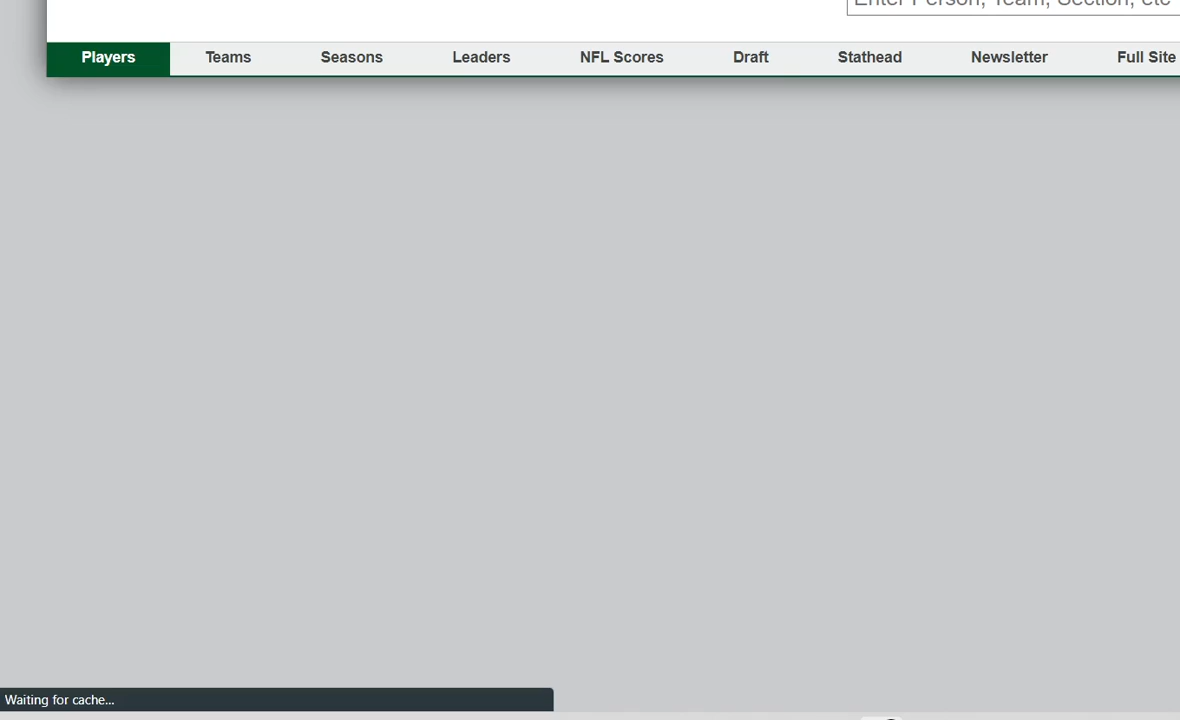 Enter Person, Team, Section, etc
Players Teams Seasons Leaders NFL Scores Draft Stathead Newsletter Full Site
Waiting for cache...